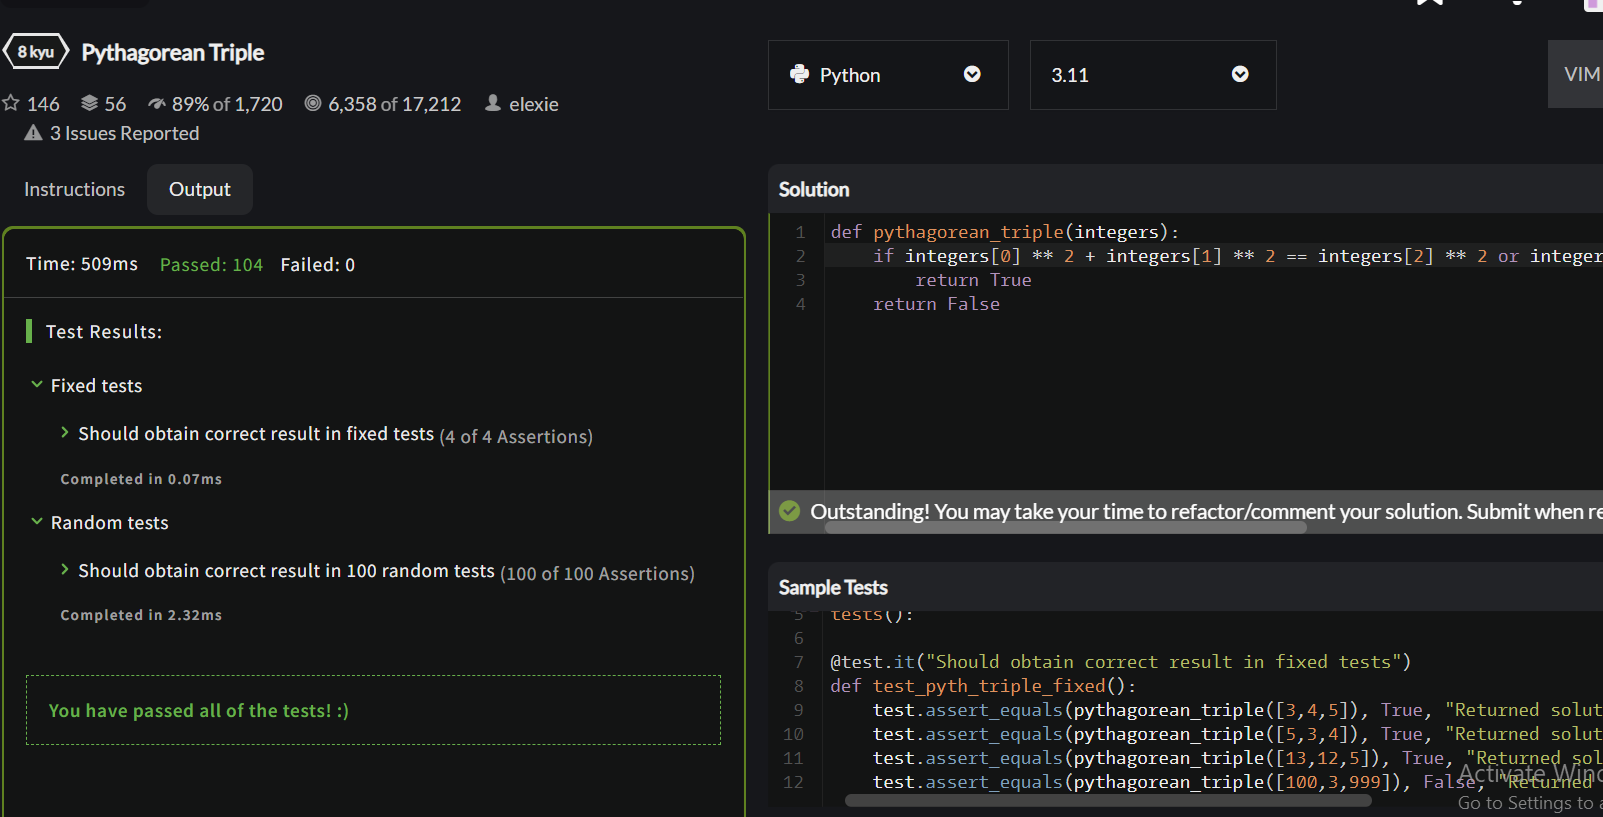 8 kyu Pythagorean Triple
146 56 89% of 1,720 6,358 of 17,212 elexie
3 Issues Reported
Instructions Output
Time: 509ms Passed: 104 Failed: 0
Test Results:
Fixed tests
Should obtain correct result in fixed tests (4 of 4 Assertions)
Completed in 0.07ms
Random tests
Should obtain correct result in 100 random tests (100 of 100 Assertions)
Completed in 2.32ms
You have passed all of the tests! :)
Python 3.11 VIM
Solution
1 def pythagorean_triple(integers):
2 if integers[0] ** 2 + integers[1] ** 2 == integers[2] ** 2 or integer
3 return True
4 return False
Outstanding! You may take your time to refactor/comment your solution. Submit when re
Sample Tests
5 tests():
6
7 @test.it("Should obtain correct result in fixed tests")
8 def test_pyth_triple_fixed():
9 test.assert_equals(pythagorean_triple([3,4,5]), True, "Returned solut
10 test.assert_equals(pythagorean_triple([5,3,4]), True, "Returned solut
11 test.assert_equals(pythagorean_triple([13,12,5]), True, "Returned sol
12 test.assert_equals(pythagorean_triple([100,3,999]), False, "Returned
Activate Wind
Go to Settings to a